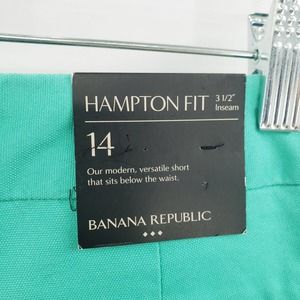 HAMPTON FIT 3 1/2"
Inseam
14
Our modern, versatile short
that sits below the waist.
BANANA REPUBLIC